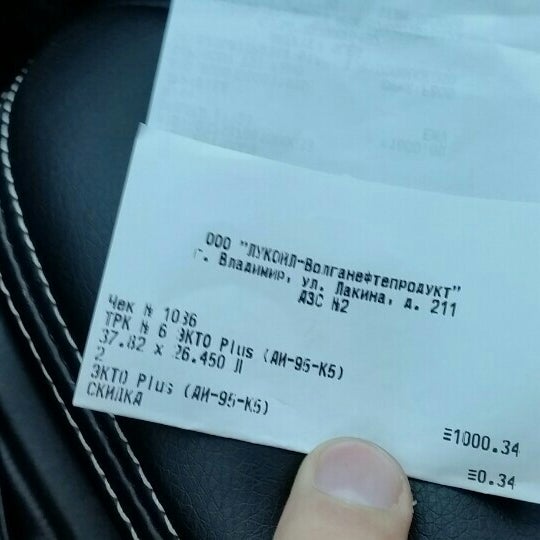 ООО "ЛУКОЙЛ-Волганефтепродукт"
г. Владимир, ул. Лакина, д. 211
АЗС №2
Чек № 1036
ТРК № 6 ЭКТО Plus (АИ-95-К5)
37.82 x 26.450 Л
2
ЭКТО Plus (АИ-95-К5) ≡1000.34
СКИДКА ≡0.34